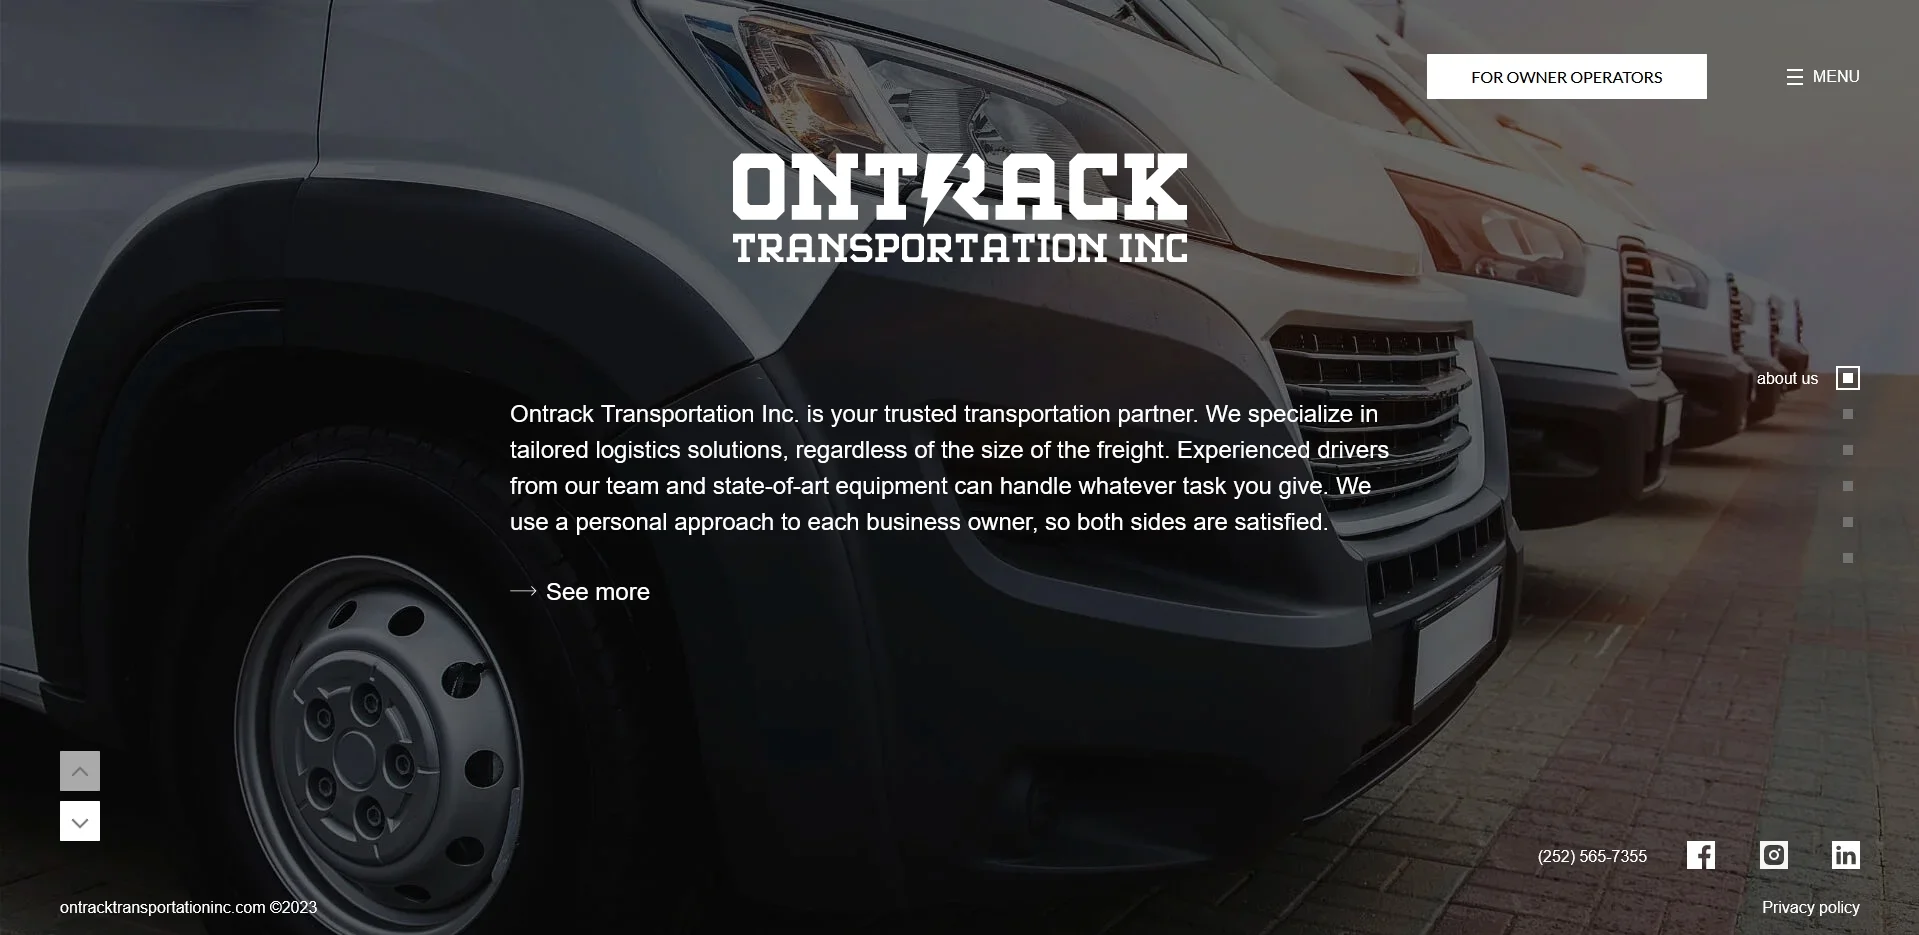 FOR OWNER OPERATORS
MENU
ONTRACK
TRANSPORTATION INC
about us
Ontrack Transportation Inc. is your trusted transportation partner. We specialize in
tailored logistics solutions, regardless of the size of the freight. Experienced drivers
from our team and state-of-art equipment can handle whatever task you give. We
use a personal approach to each business owner, so both sides are satisfied.
See more
(252) 565-7355
ontracktransportationinc.com ©2023
Privacy policy